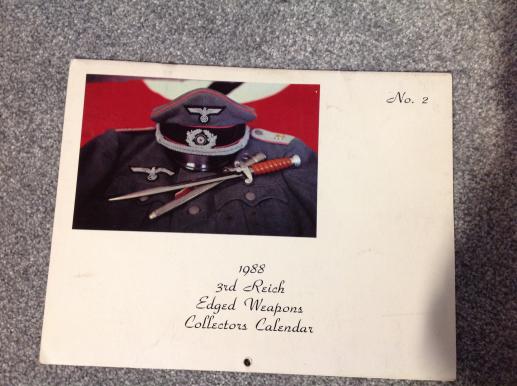 No. 2
1988
3rd Reich
Edged Weapons
Collectors Calendar